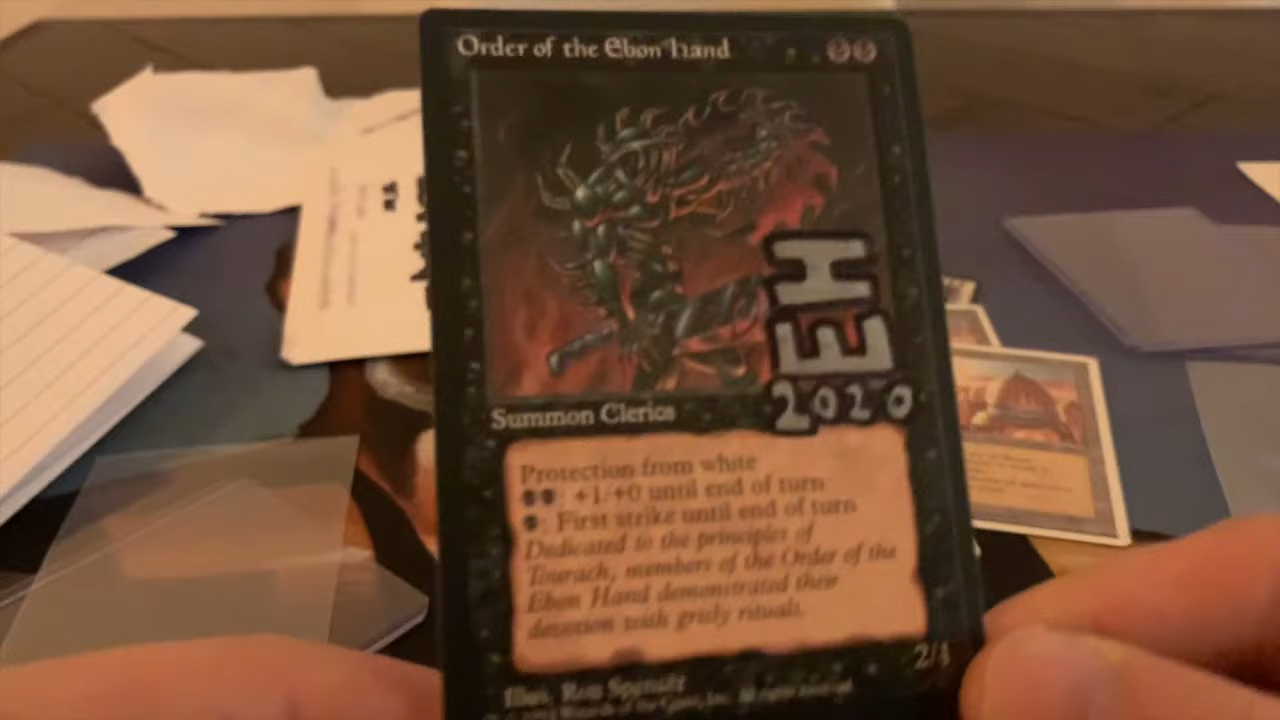 Order of the Ebon Hand
HE
2020
Summon Clerics
Protection from white
: +1/+0 until end of turn
: First strike until end of turn
Dedicated to the principles of
Tourach, members of the Order of the
Ebon Hand demonstrated their
devotion with grisly rituals.
2/1
Illus. Ron Spencer